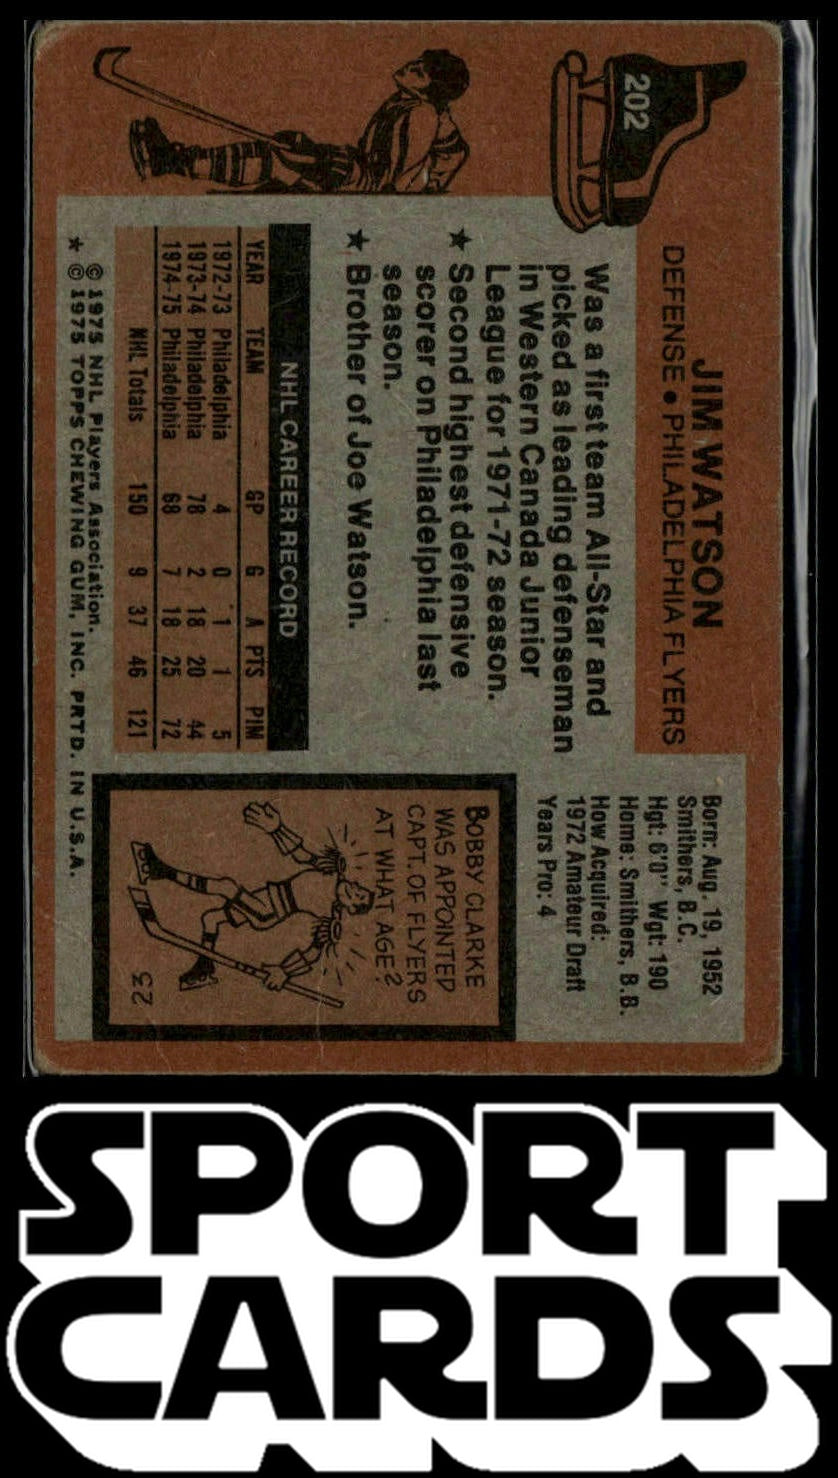 202
JIM WATSON
DEFENSE • PHILADELPHIA FLYERS
Was a first team All-Star and
picked as leading defenseman
in Western Canada Junior
League for 1971-72 season.
★ Second highest defensive
scorer on Philadelphia last
season.
★ Brother of Joe Watson.
NHL CAREER RECORD
YEAR TEAM GP G A PTS PIM
1972-73 Philadelphia 4 0 1 1 5
1973-74 Philadelphia 78 2 18 20 44
1974-75 Philadelphia 68 7 18 25 72
NHL Totals 150 9 37 46 121
© 1975 NHL Players Association.
★ © 1975 TOPPS CHEWING GUM, INC. PRTD. IN U.S.A.
Born: Aug. 19, 1952
Smithers, B.C.
Hgt: 6'0" Wgt: 190
Home: Smithers, B.B.
How Acquired:
1972 Amateur Draft
Years Pro: 4
BOBBY CLARKE
WAS APPOINTED
CAPT. OF FLYERS
AT WHAT AGE?
23
SPORT
CARDS